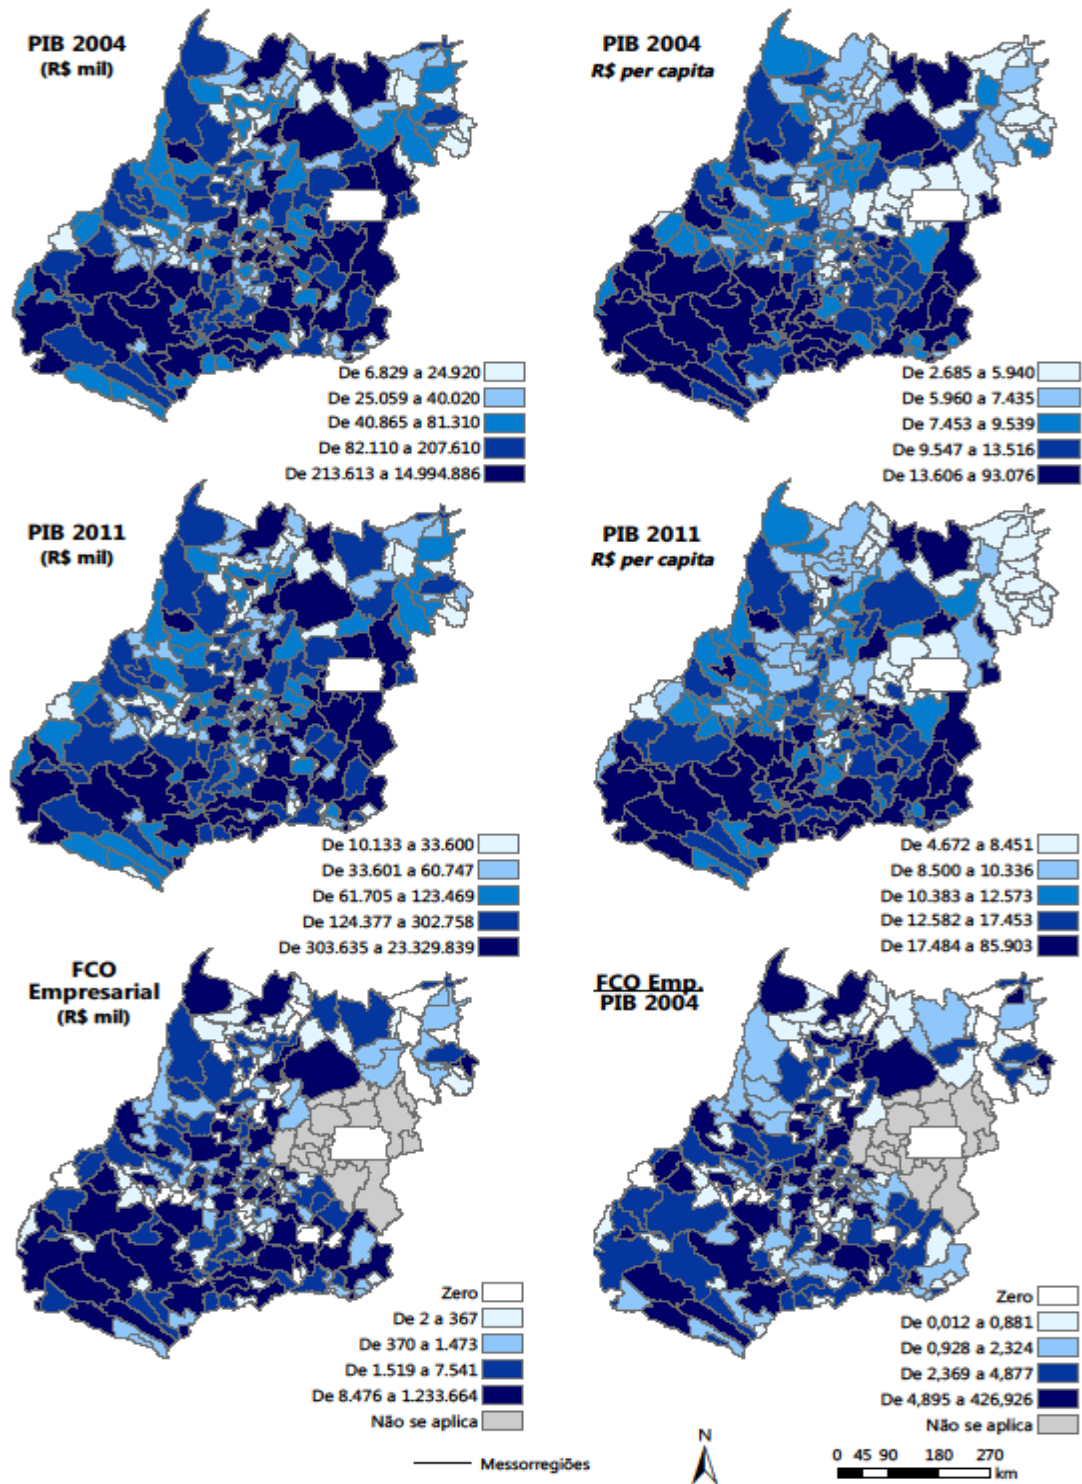 PIB 2004
(R$ mil)
De 6.829 a 24.920
De 25.059 a 40.020
De 40.865 a 81.310
De 82.110 a 207.610
De 213.613 a 14.994.886
PIB 2004
R$ per capita
De 2.685 a 5.940
De 5.960 a 7.435
De 7.453 a 9.539
De 9.547 a 13.516
De 13.606 a 93.076
PIB 2011
(R$ mil)
De 10.133 a 33.600
De 33.601 a 60.747
De 61.705 a 123.469
De 124.377 a 302.758
De 303.635 a 23.329.839
PIB 2011
R$ per capita
De 4.672 a 8.451
De 8.500 a 10.336
De 10.383 a 12.573
De 12.582 a 17.453
De 17.484 a 85.903
FCO
Empresarial
(R$ mil)
Zero
De 2 a 367
De 370 a 1.473
De 1.519 a 7.541
De 8.476 a 1.233.664
Não se aplica
FCO Emp.
PIB 2004
Zero
De 0,012 a 0,881
De 0,928 a 2,324
De 2,369 a 4,877
De 4,895 a 426,926
Não se aplica
Messorregiões
N
0 45 90 180 270
km